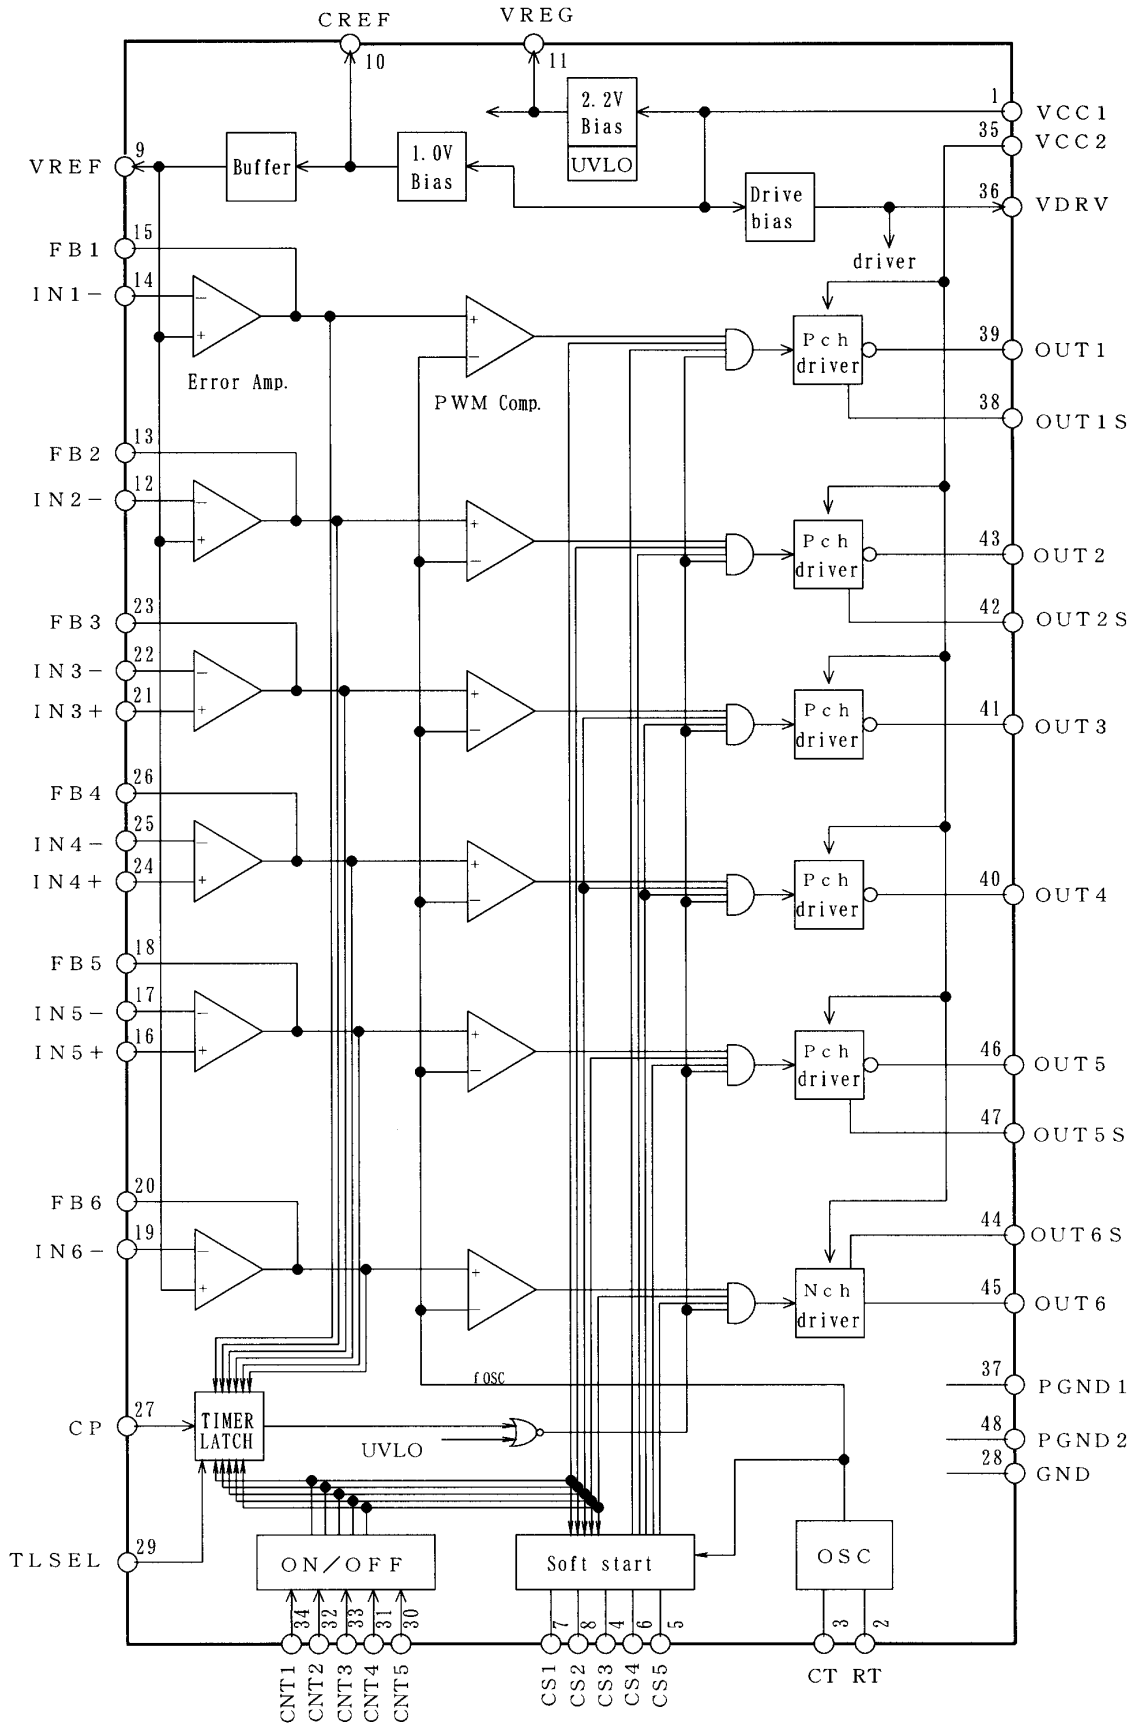 CREF
VREG
10
11
2.2V
Bias
UVLO
1
VCC1
35
VCC2
VREF
9
Buffer
1.0V
Bias
Drive
bias
36
VDRV
driver
FB1
15
IN1-
14
-
+
Error Amp.
+
-
PWM Comp.
Pch
driver
39
OUT1
38
OUT1S
FB2
13
IN2-
12
-
+
+
-
Pch
driver
43
OUT2
42
OUT2S
FB3
23
IN3-
22
IN3+
21
-
+
+
-
Pch
driver
41
OUT3
FB4
26
IN4-
25
IN4+
24
-
+
+
-
Pch
driver
40
OUT4
FB5
18
IN5-
17
IN5+
16
-
+
+
-
Pch
driver
46
OUT5
47
OUT5S
FB6
20
IN6-
19
-
+
+
-
Nch
driver
44
OUT6S
45
OUT6
fOSC
37
PGND1
CP
27
TIMER
LATCH
UVLO
48
PGND2
28
GND
TLSEL
29
ON/OFF
Soft start
OSC
34
32
33
31
30
7
8
4
6
5
3
2
CNT1
CNT2
CNT3
CNT4
CNT5
CS1
CS2
CS3
CS4
CS5
CT
RT